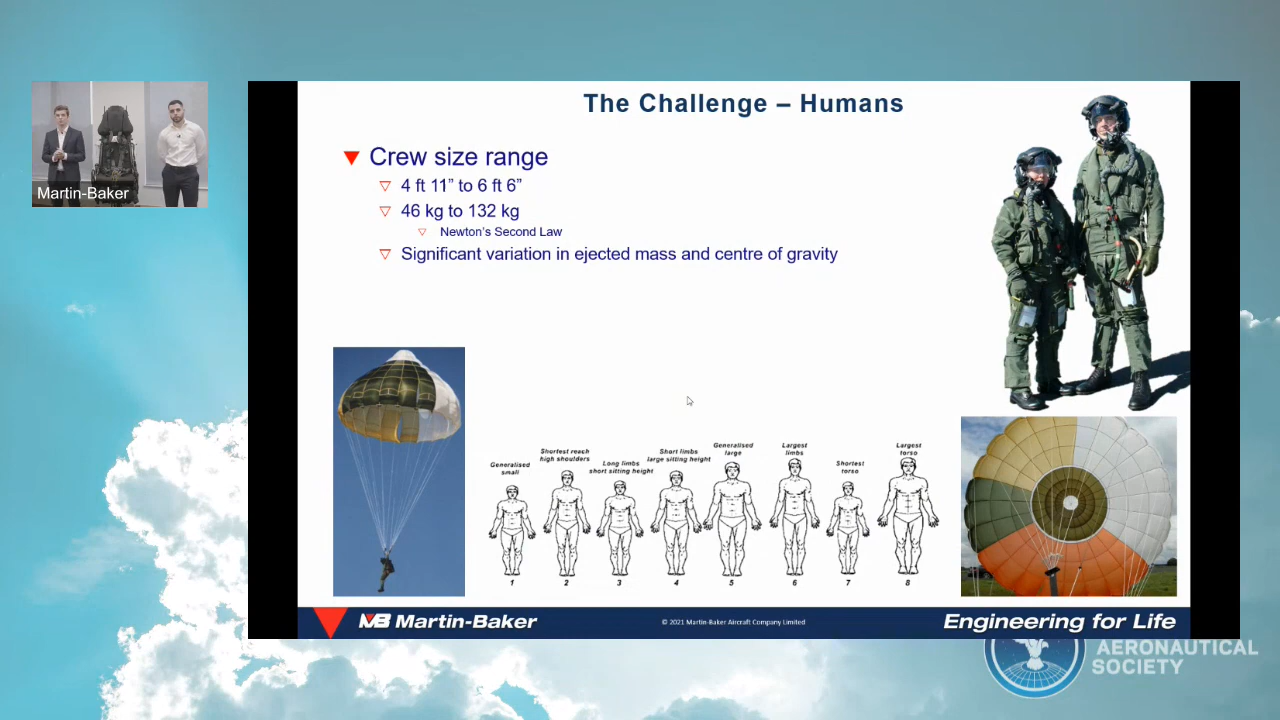 The Challenge – Humans
Crew size range
4 ft 11” to 6 ft 6”
46 kg to 132 kg
Newton's Second Law
Significant variation in ejected mass and centre of gravity
Martin-Baker
Generalised
small
Shortest reach
high shoulders
Long limbs
short sitting height
Short limbs
large sitting height
Generalised
large
Largest
limbs
Shortest
torso
Largest
torso
1 2 3 4 5 6 7 8
MB Martin-Baker
© 2021 Martin-Baker Aircraft Company Limited
Engineering for Life
AERONAUTICAL
SOCIETY